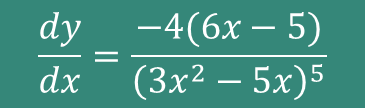 dy/dx = -4(6x - 5)/(3x² - 5x)⁵